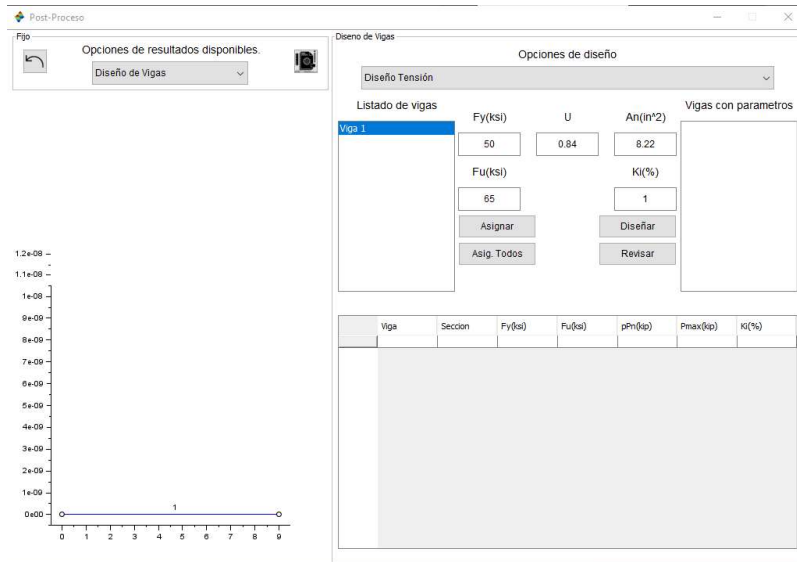 Post-Proceso
Fijo
Opciones de resultados disponibles.
Diseño de Vigas
Diseno de Vigas
Opciones de diseño
Diseño Tensión
Listado de vigas
Viga 1
Fy(ksi)
U
An(in^2)
50
0.84
8.22
Fu(ksi)
Ki(%)
65
1
Asignar
Diseñar
Asig. Todos
Revisar
Vigas con parametros
Viga
Seccion
Fy(ksi)
Fu(ksi)
pPn(kip)
Pmax(kip)
Ki(%)
1.2e-08
1.1e-08
1e-08
9e-09
8e-09
7e-09
6e-09
5e-09
4e-09
3e-09
2e-09
1e-09
0e00
1
0 1 2 3 4 5 6 7 8 9